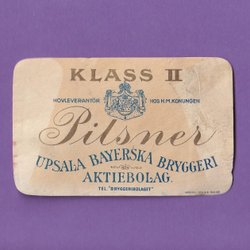 KLASS II
HOVLEVERANTÖR HOS H.M. KONUNGEN
Pilsner
UPSALA BAYERSKA BRYGGERI
AKTIEBOLAG.
TEL. "BRYGGERIBOLAGET"